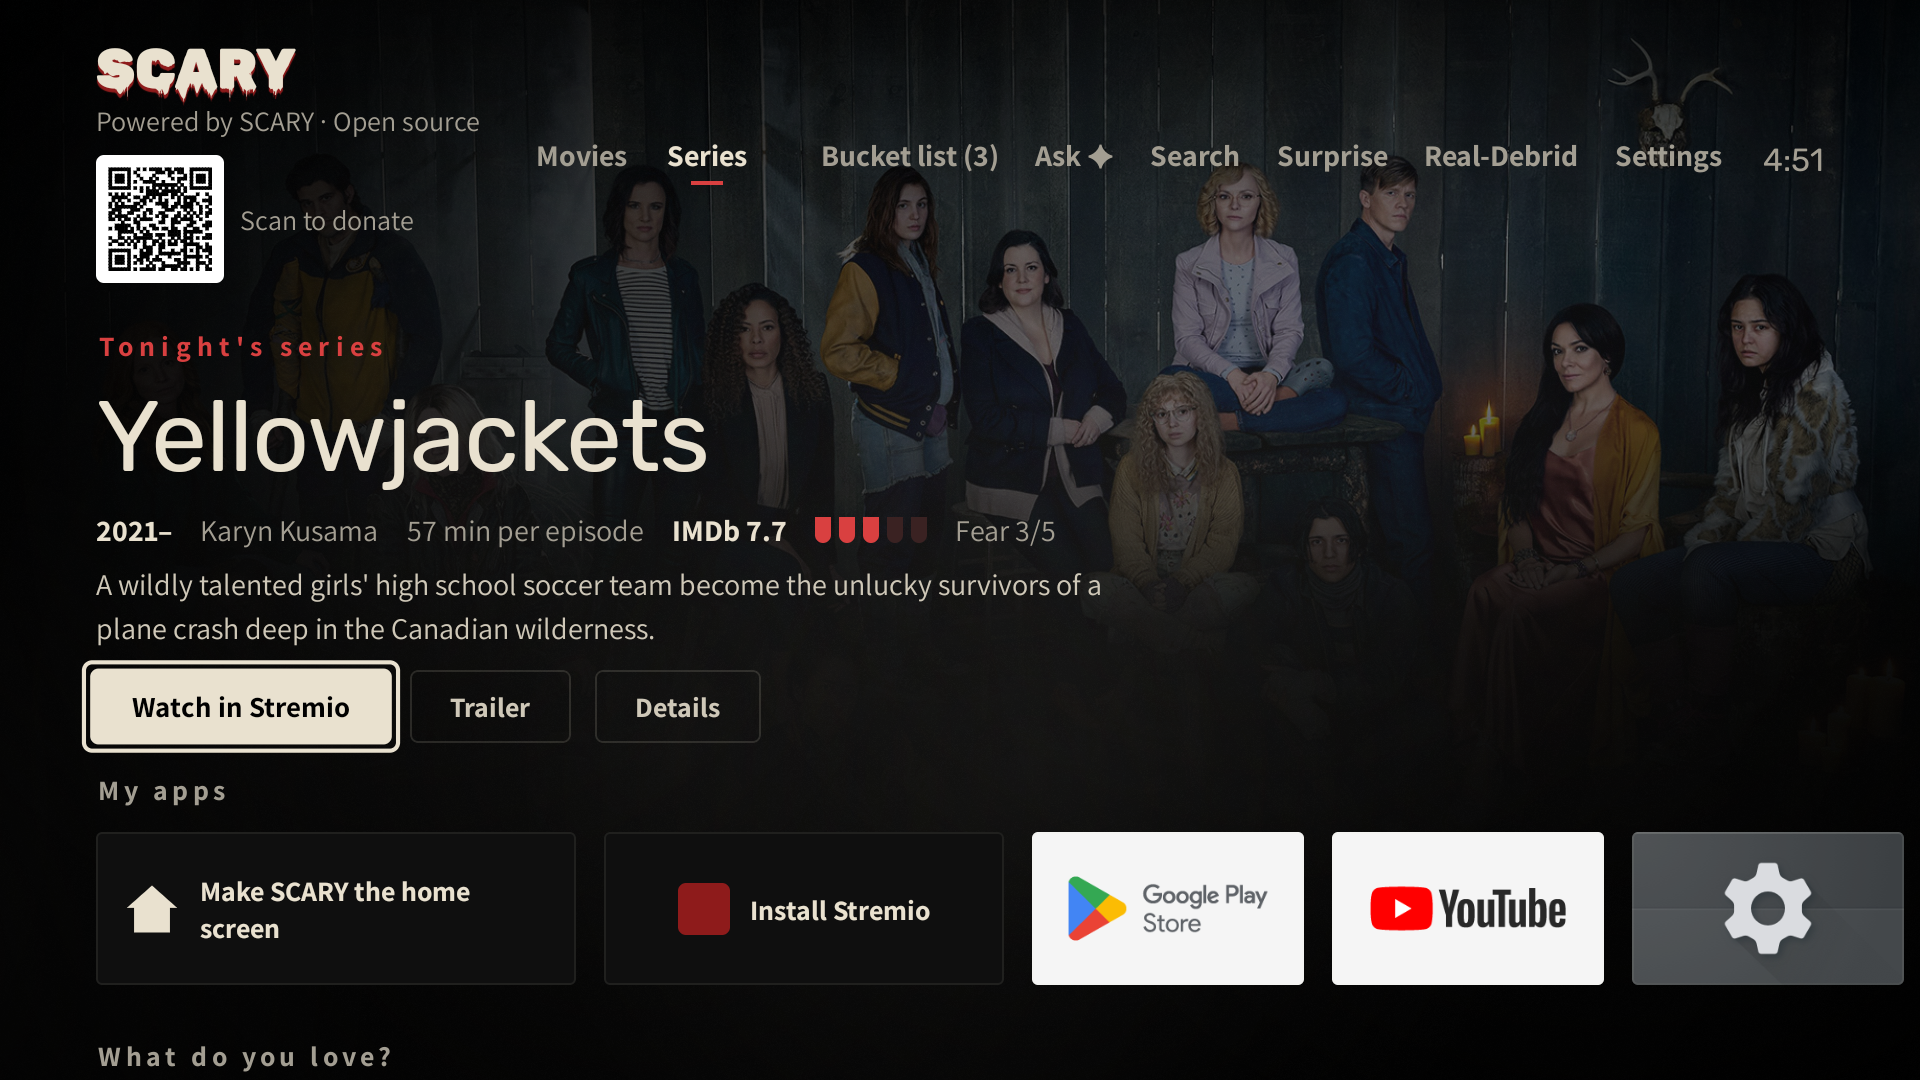 SCARY
Powered by SCARY · Open source
Scan to donate
Movies Series Bucket list (3) Ask Search Surprise Real-Debrid Settings 4:51
Tonight's series
Yellowjackets
2021– Karyn Kusama 57 min per episode IMDb 7.7 Fear 3/5
A wildly talented girls' high school soccer team become the unlucky survivors of a
plane crash deep in the Canadian wilderness.
Watch in Stremio Trailer Details
My apps
Make SCARY the home
screen
Install Stremio
Google Play
Store
YouTube
What do you love?